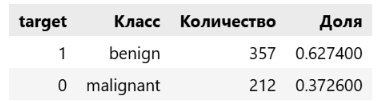 target Класс Количество Доля
1 benign 357 0.627400
0 malignant 212 0.372600